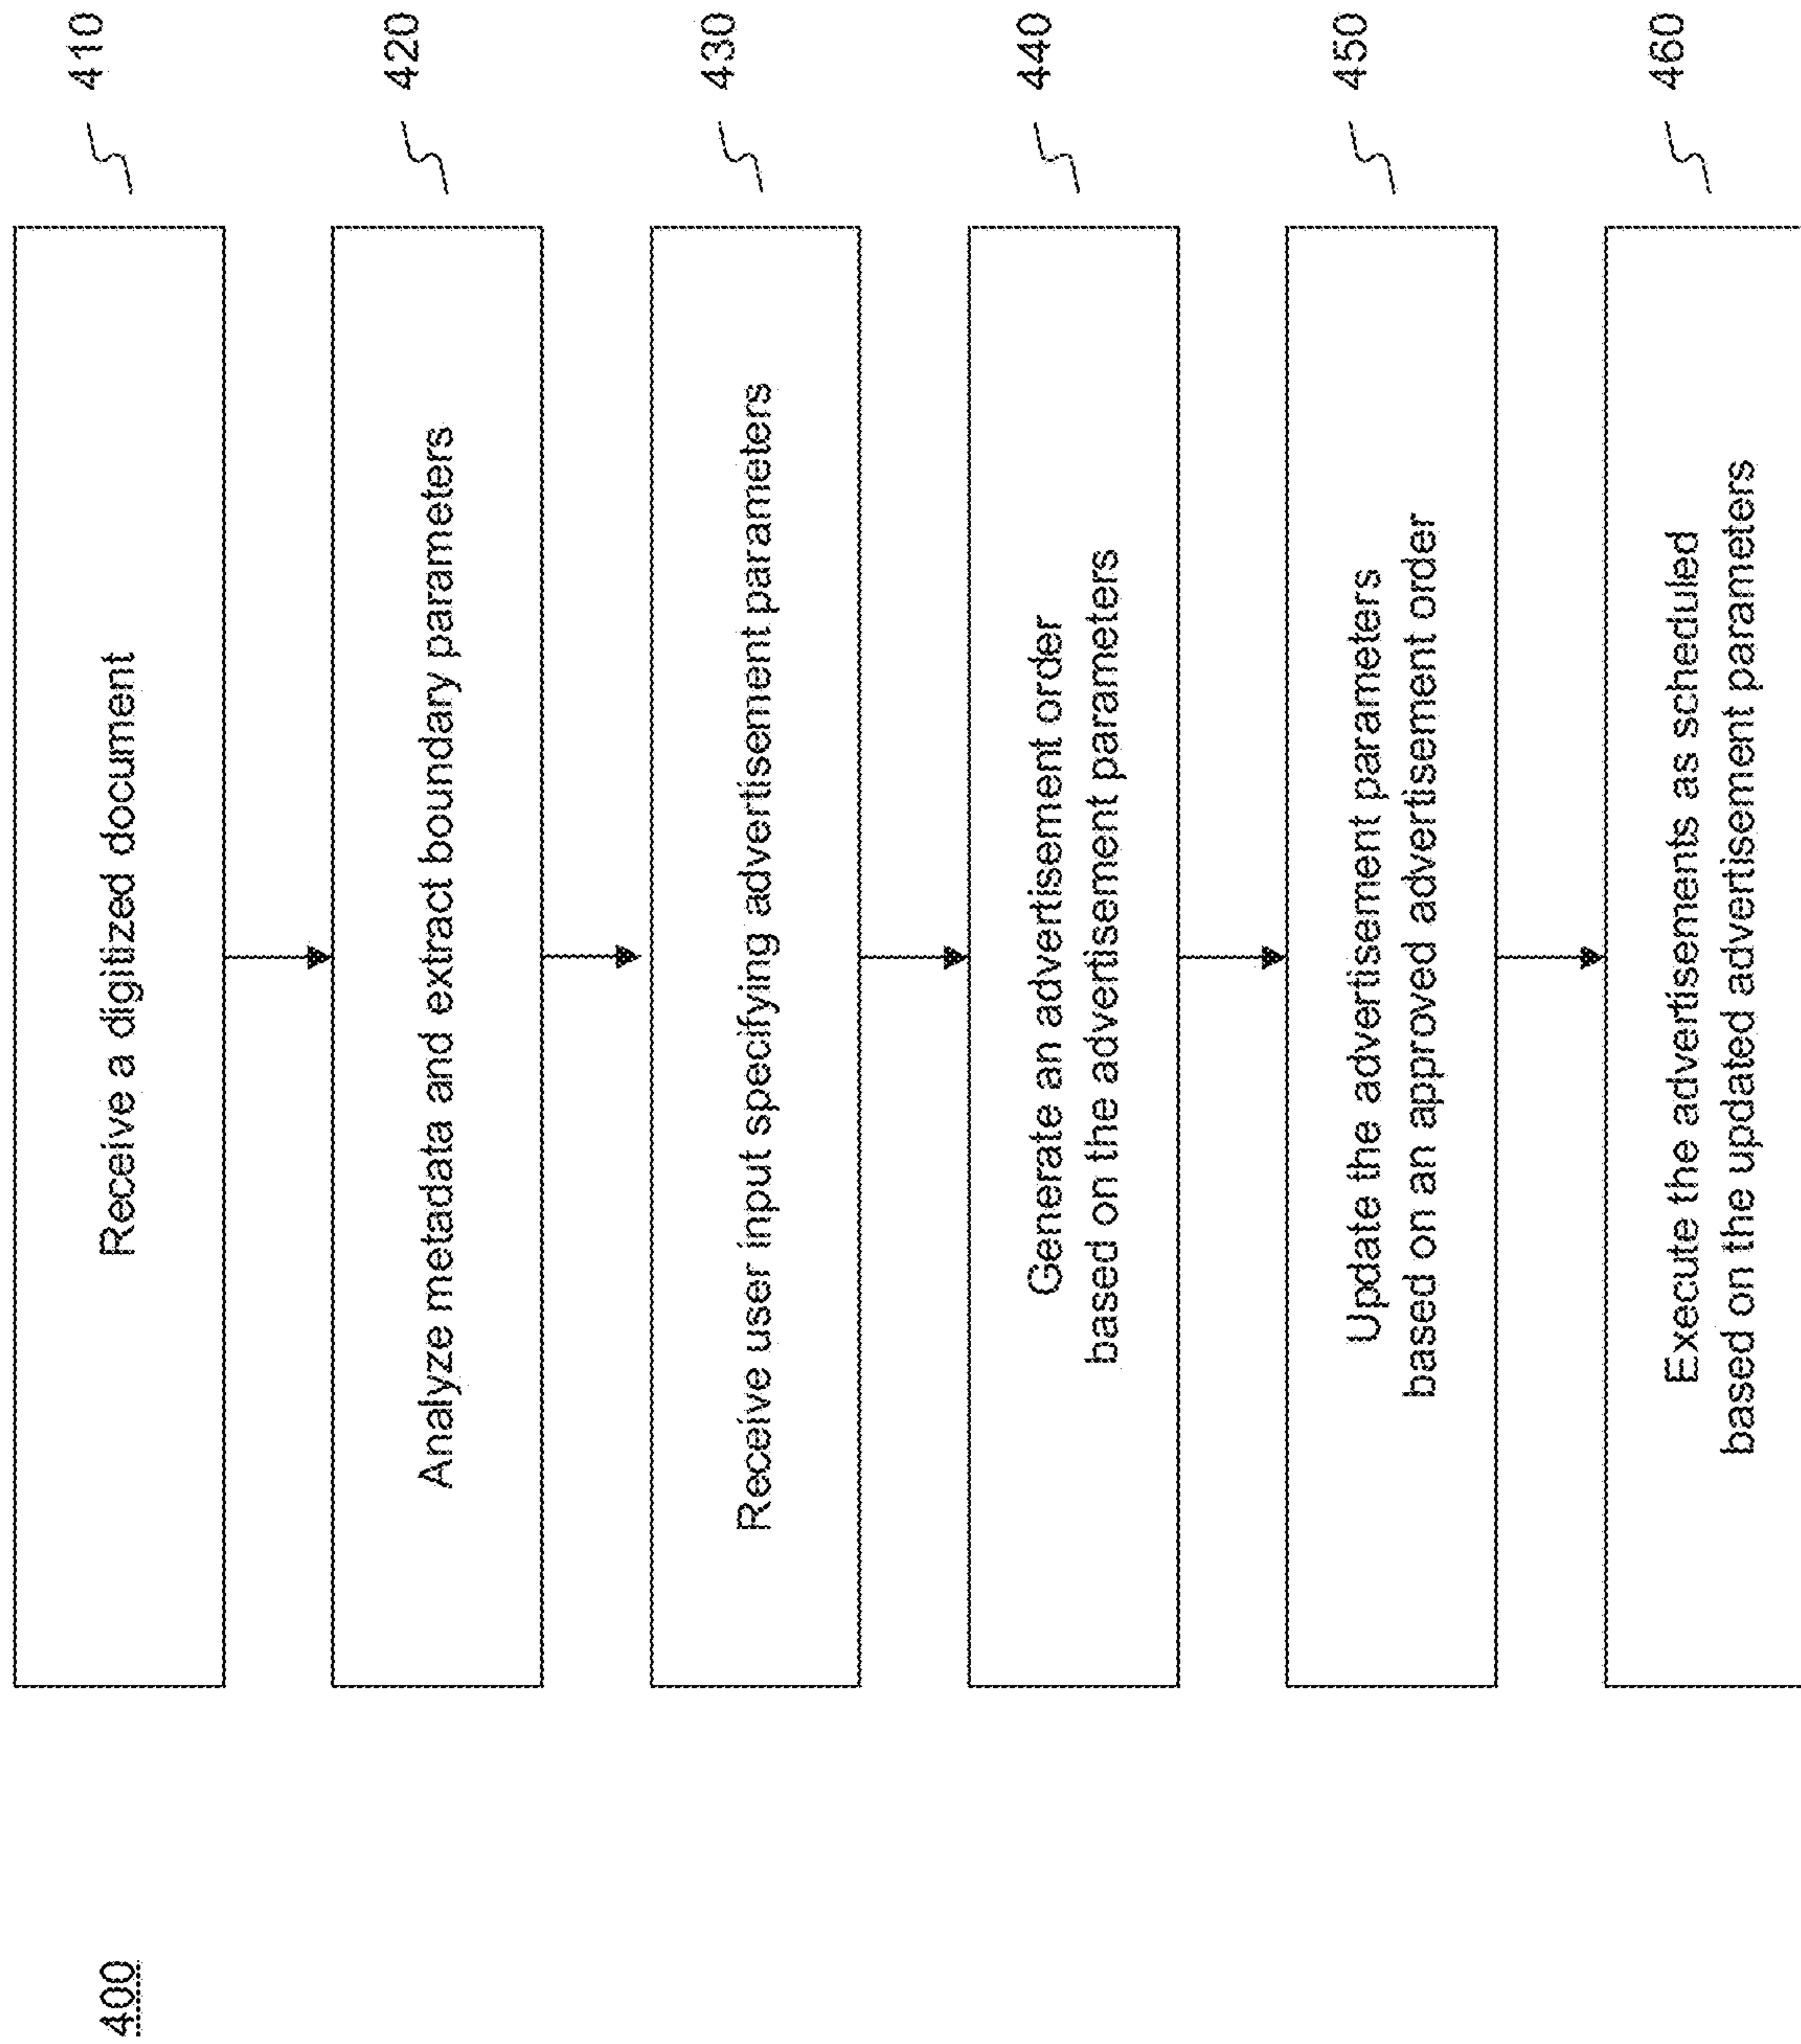 400
Receive a digitized document
410
Analyze metadata and extract boundary parameters
420
Receive user input specifying advertisement parameters
430
Generate an advertisement order
based on the advertisement parameters
440
Update the advertisement parameters
based on an approved advertisement order
450
Execute the advertisements as scheduled
based on the updated advertisement parameters
460